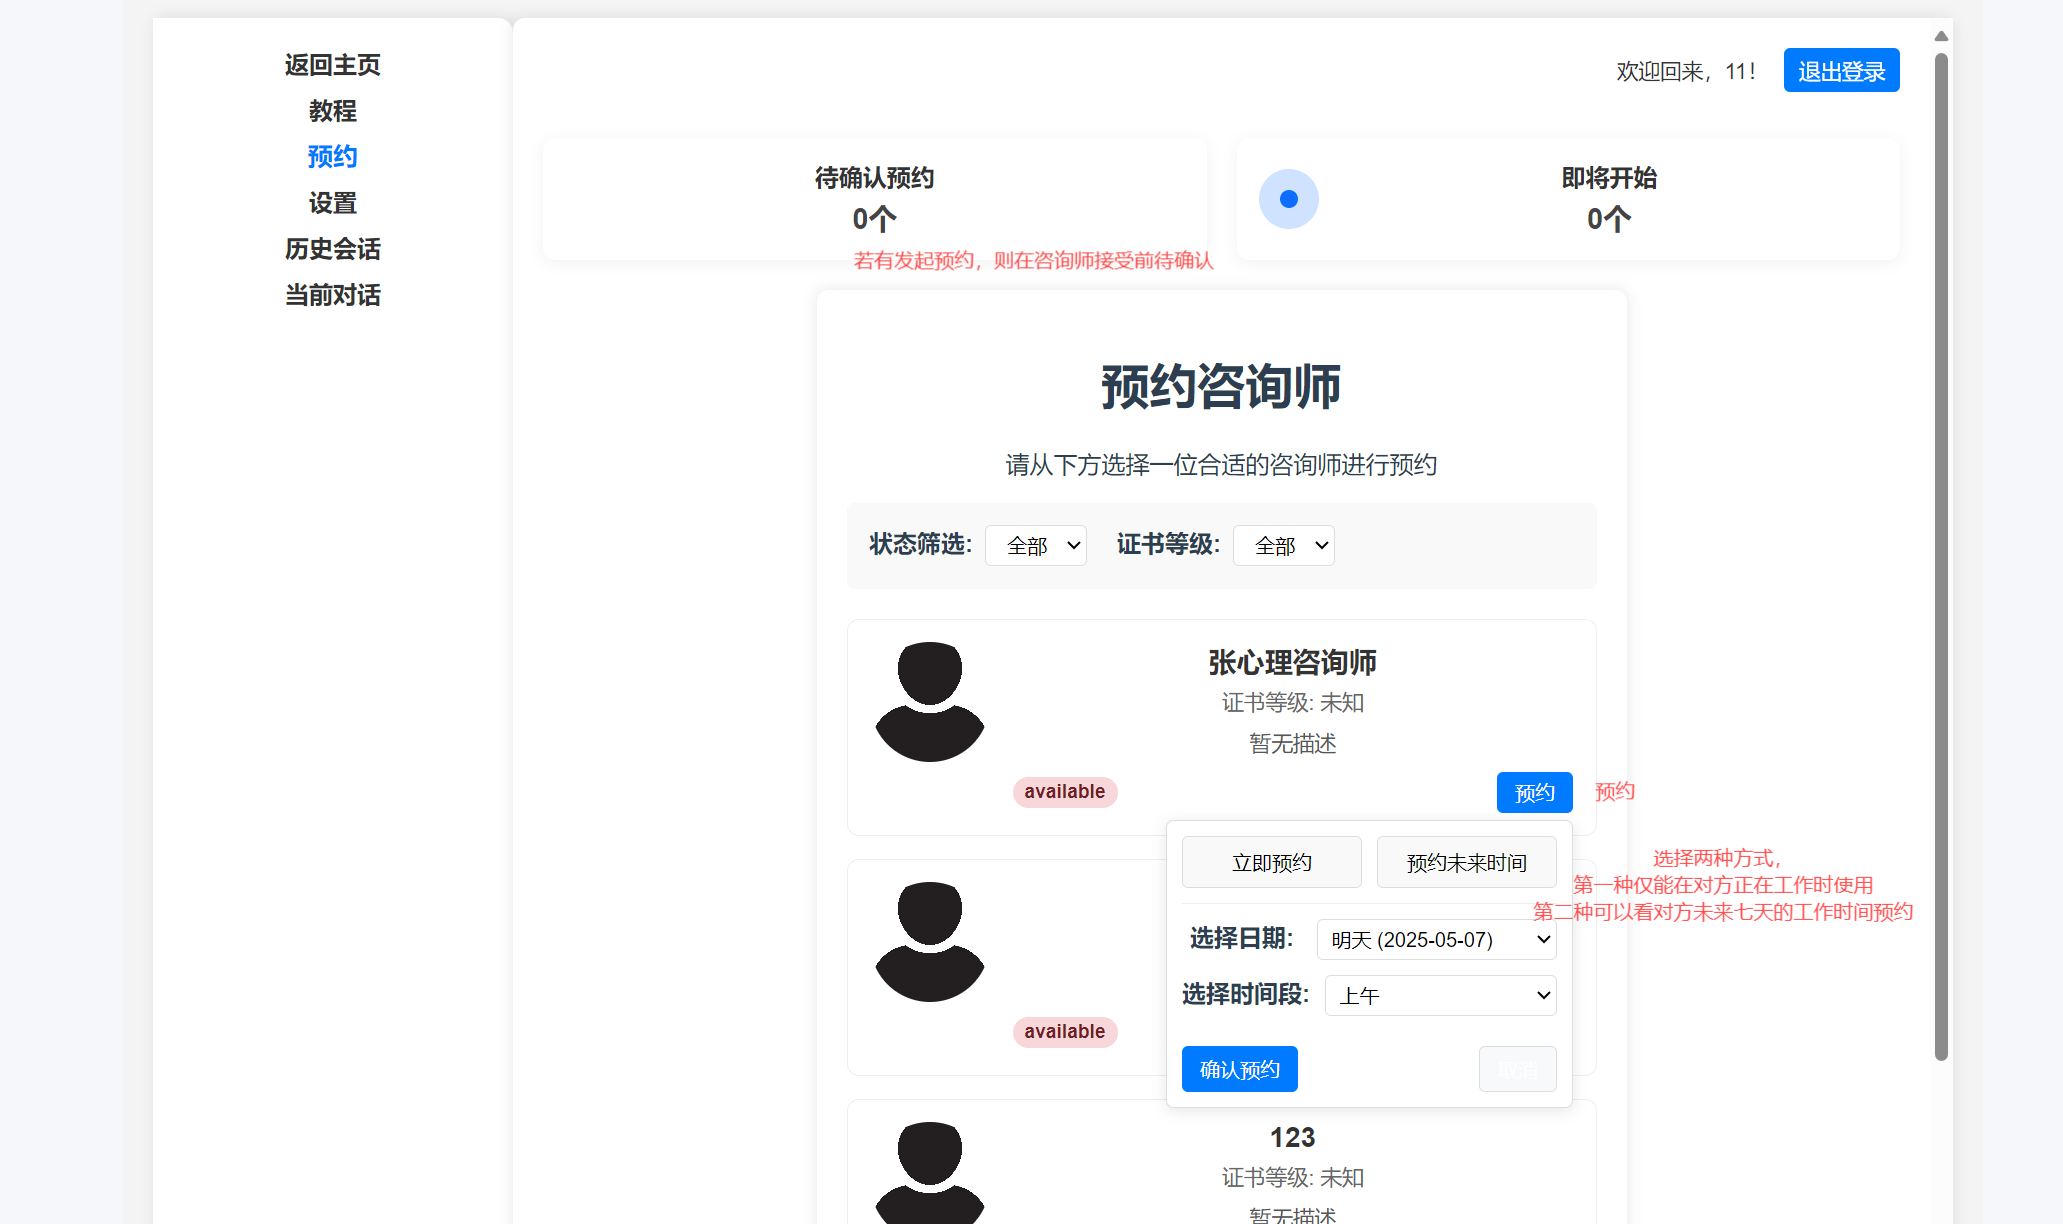 返回主页
教程
预约
设置
历史会话
当前对话
欢迎回来，11！
退出登录
待确认预约
0个
即将开始
0个
若有发起预约，则在咨询师接受前待确认
预约咨询师
请从下方选择一位合适的咨询师进行预约
状态筛选:
全部
证书等级:
全部
张心理咨询师
证书等级: 未知
暂无描述
available
预约
预约
立即预约
预约未来时间
选择两种方式，
第一种仅能在对方正在工作时使用
第二种可以看对方未来七天的工作时间预约
选择日期:
明天 (2025-05-07)
选择时间段:
上午
available
确认预约
取消
123
证书等级: 未知
暂无描述